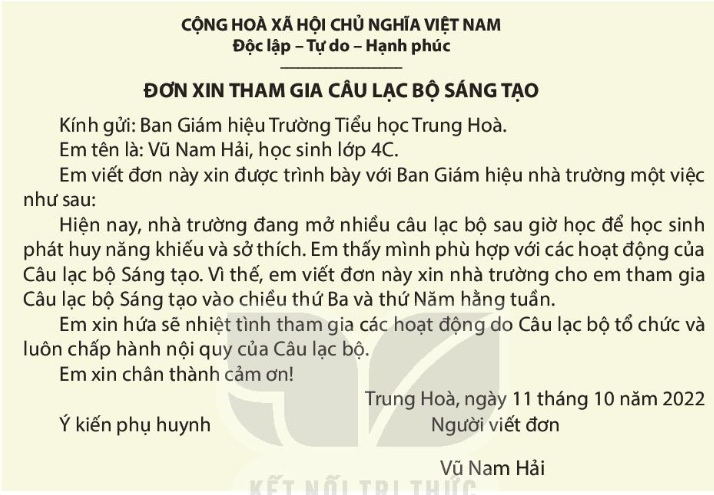 CỘNG HOÀ XÃ HỘI CHỦ NGHĨA VIỆT NAM
Độc lập – Tự do – Hạnh phúc
ĐƠN XIN THAM GIA CÂU LẠC BỘ SÁNG TẠO
Kính gửi: Ban Giám hiệu Trường Tiểu học Trung Hoà.
Em tên là: Vũ Nam Hải, học sinh lớp 4C.
Em viết đơn này xin được trình bày với Ban Giám hiệu nhà trường một việc
như sau:
Hiện nay, nhà trường đang mở nhiều câu lạc bộ sau giờ học để học sinh
phát huy năng khiếu và sở thích. Em thấy mình phù hợp với các hoạt động của
Câu lạc bộ Sáng tạo. Vì thế, em viết đơn này xin nhà trường cho em tham gia
Câu lạc bộ Sáng tạo vào chiều thứ Ba và thứ Năm hằng tuần.
Em xin hứa sẽ nhiệt tình tham gia các hoạt động do Câu lạc bộ tổ chức và
luôn chấp hành nội quy của Câu lạc bộ.
Em xin chân thành cảm ơn!
Trung Hoà, ngày 11 tháng 10 năm 2022
Ý kiến phụ huynh Người viết đơn
Vũ Nam Hải
KẾT NỐI TRI THỨC